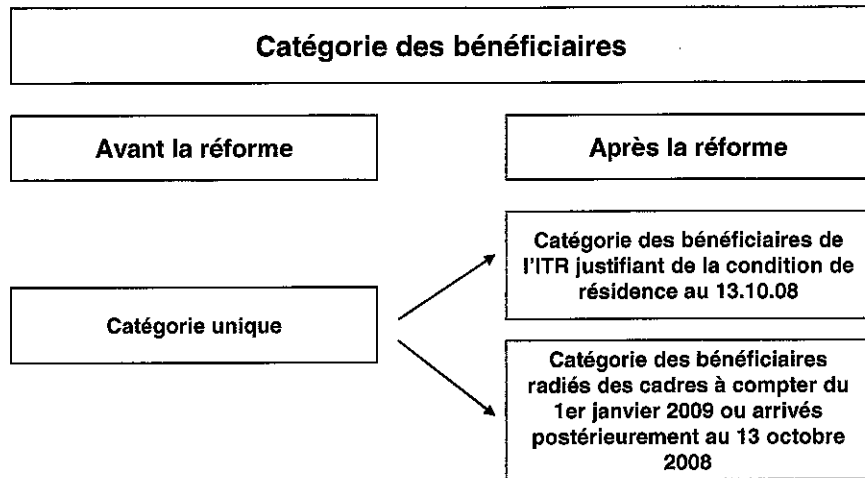 Catégorie des bénéficiaires
Avant la réforme
Après la réforme
Catégorie unique
Catégorie des bénéficiaires de
l'ITR justifiant de la condition de
résidence au 13.10.08
Catégorie des bénéficiaires
radiés des cadres à compter du
1er janvier 2009 ou arrivés
postérieurement au 13 octobre
2008